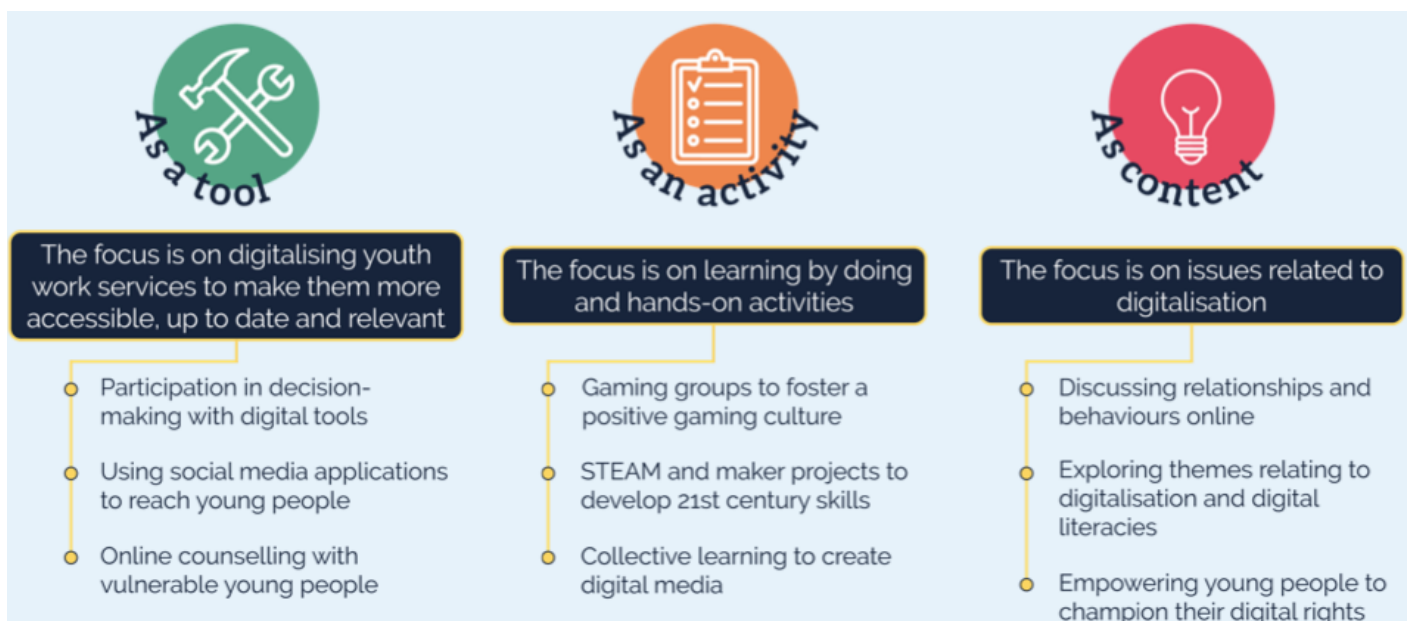 As a tool
The focus is on digitalising youth
work services to make them more
accessible, up to date and relevant
Participation in decision-
making with digital tools
Using social media applications
to reach young people
Online counselling with
vulnerable young people
As an activity
The focus is on learning by doing
and hands-on activities
Gaming groups to foster a
positive gaming culture
STEAM and maker projects to
develop 21st century skills
Collective learning to create
digital media
As content
The focus is on issues related to
digitalisation
Discussing relationships and
behaviours online
Exploring themes relating to
digitalisation and digital
literacies
Empowering young people to
champion their digital rights